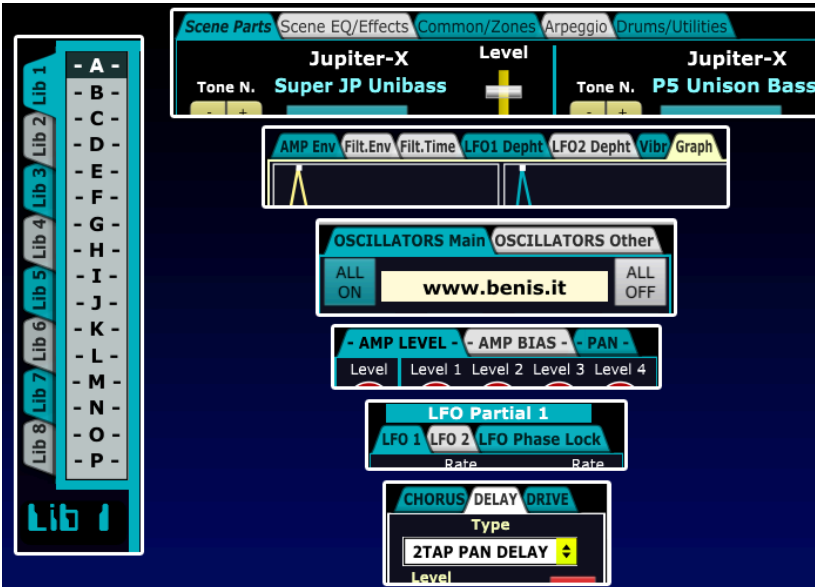 Lib 1
Lib 2
Lib 3
Lib 4
Lib 5
Lib 6
Lib 7
Lib 8
- A -
- B -
- C -
- D -
- E -
- F -
- G -
- H -
- I -
- J -
- K -
- L -
- M -
- N -
- O -
- P -
Lib 1
Scene Parts Scene EQ/Effects Common/Zones Arpeggio Drums/Utilities
Jupiter-X Level Jupiter-X
Tone N. Super JP Unibass Tone N. P5 Unison Bass
- + - +
AMP Env Filt.Env Filt.Time LFO1 Depht LFO2 Depht Vibr Graph
OSCILLATORS Main OSCILLATORS Other
ALL ON www.benis.it ALL OFF
- AMP LEVEL - - AMP BIAS - - PAN -
Level Level 1 Level 2 Level 3 Level 4
LFO Partial 1
LFO 1 LFO 2 LFO Phase Lock
Rate Rate
CHORUS DELAY DRIVE
Type
2TAP PAN DELAY
Level